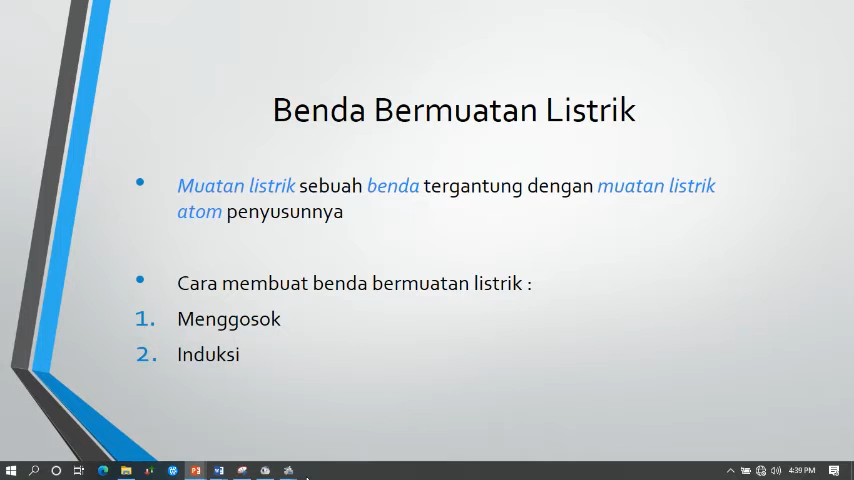 Benda Bermuatan Listrik
• Muatan listrik sebuah benda tergantung dengan muatan listrik
atom penyusunnya
• Cara membuat benda bermuatan listrik :
1. Menggosok
2. Induksi
4:39 PM